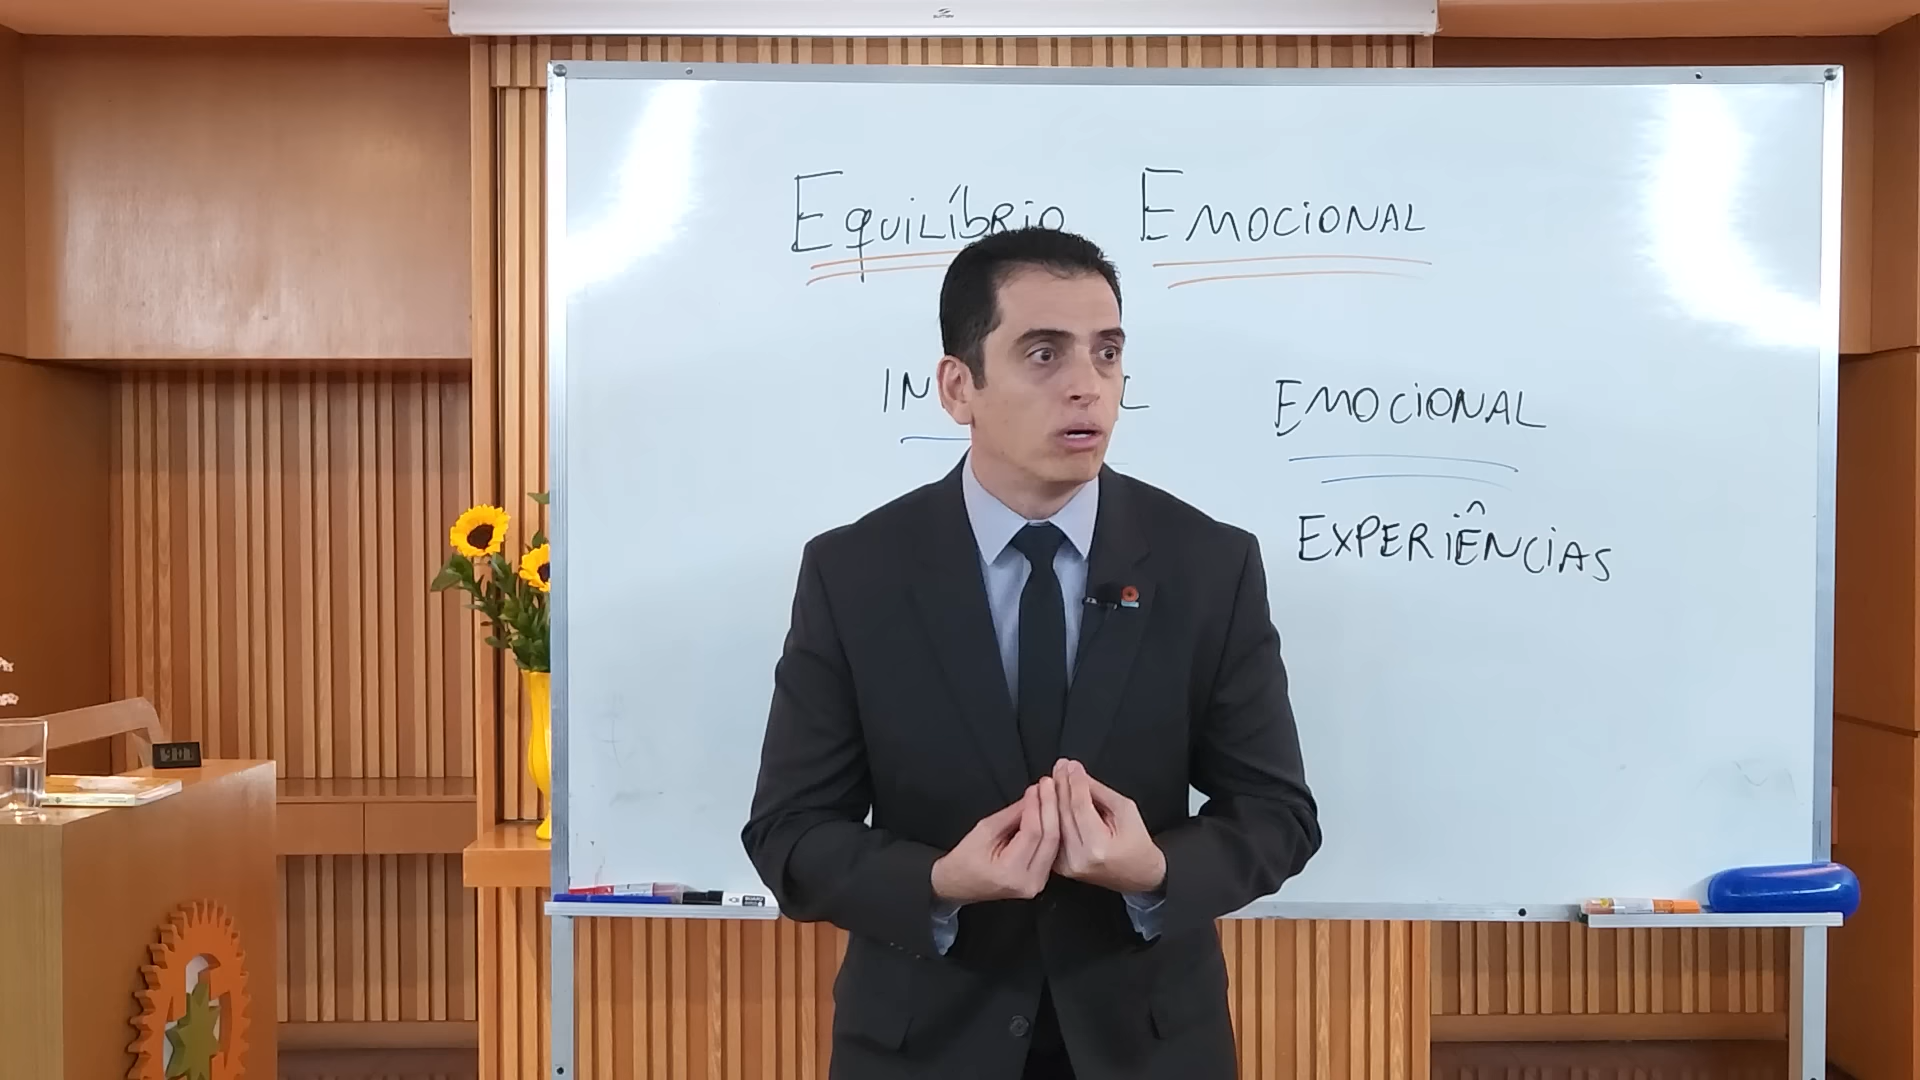 Equilíbrio Emocional
Emocional
Experiências